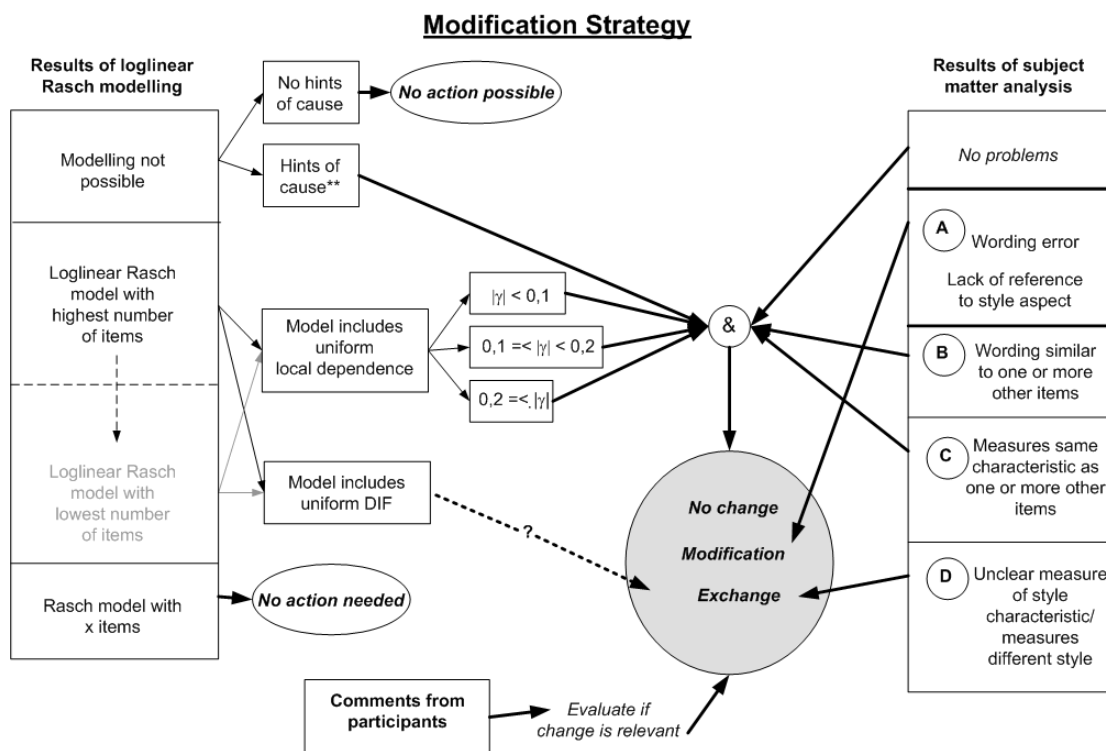 Modification Strategy
Results of loglinear
Rasch modelling
Modelling not
possible
Loglinear Rasch
model with
highest number
of items
Loglinear Rasch
model with
lowest number
of items
Rasch model with
x items
No hints
of cause
No action possible
Hints of
cause**
Model includes
uniform
local dependence
|γ| < 0,1
0,1 =< |γ| < 0,2
0,2 =<. |γ|
Model includes
uniform DIF
?
No action needed
&
No change
Modification
Exchange
Comments from
participants
Evaluate if
change is relevant
Results of subject
matter analysis
No problems
A
Wording error
Lack of reference
to style aspect
B
Wording similar
to one or more
other items
C
Measures same
characteristic as
one or more other
items
D
Unclear measure
of style
characteristic/
measures
different style